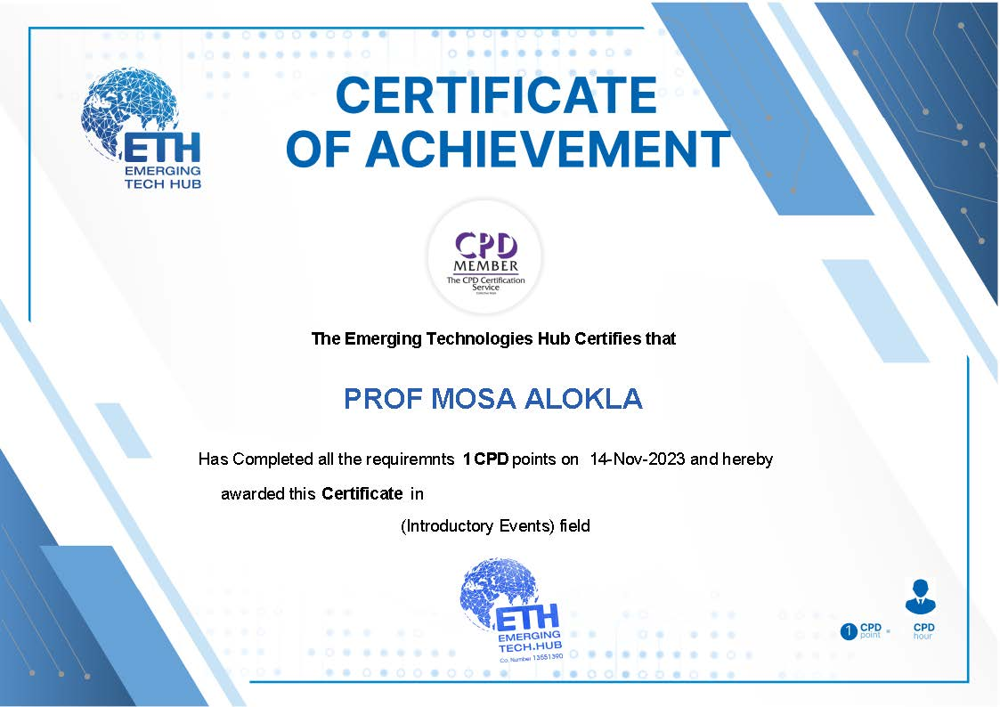 CERTIFICATE
OF ACHIEVEMENT
ETH
EMERGING
TECH HUB
CPD
MEMBER
The CPD Certification
Service
The Emerging Technologies Hub Certifies that
PROF MOSA ALOKLA
Has Completed all the requiremnts 1 CPD points on 14-Nov-2023 and hereby
awarded this Certificate in
(Introductory Events) field
ETH
EMERGING
TECH.HUB
Co. Number 13551390
1 CPD point = CPD hour